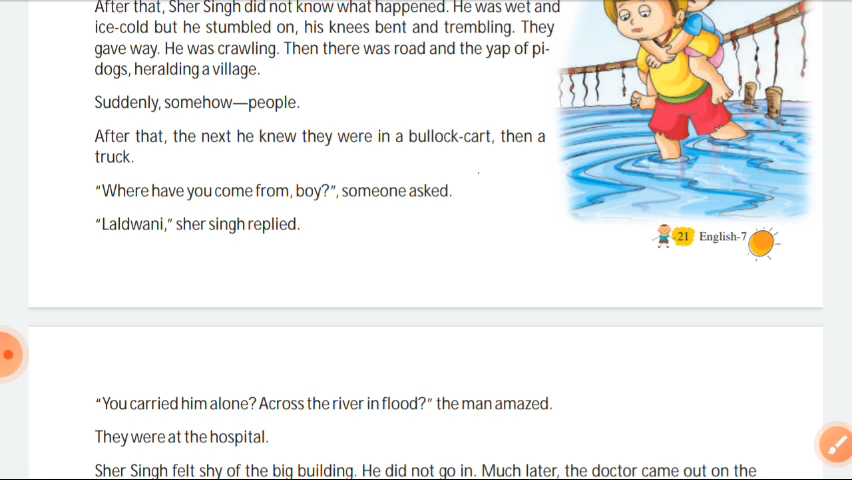 After that, Sher Singh did not know what happened. He was wet and
ice-cold but he stumbled on, his knees bent and trembling. They
gave way. He was crawling. Then there was road and the yap of pi-
dogs, heralding a village.
Suddenly, somehow—people.
After that, the next he knew they were in a bullock-cart, then a
truck.
"Where have you come from, boy?", someone asked.
"Laldwani," sher singh replied.
21 English-7
"You carried him alone? Across the river in flood?" the man amazed.
They were at the hospital.
Sher Singh felt shy of the big building. He did not go in. Much later, the doctor came out on the